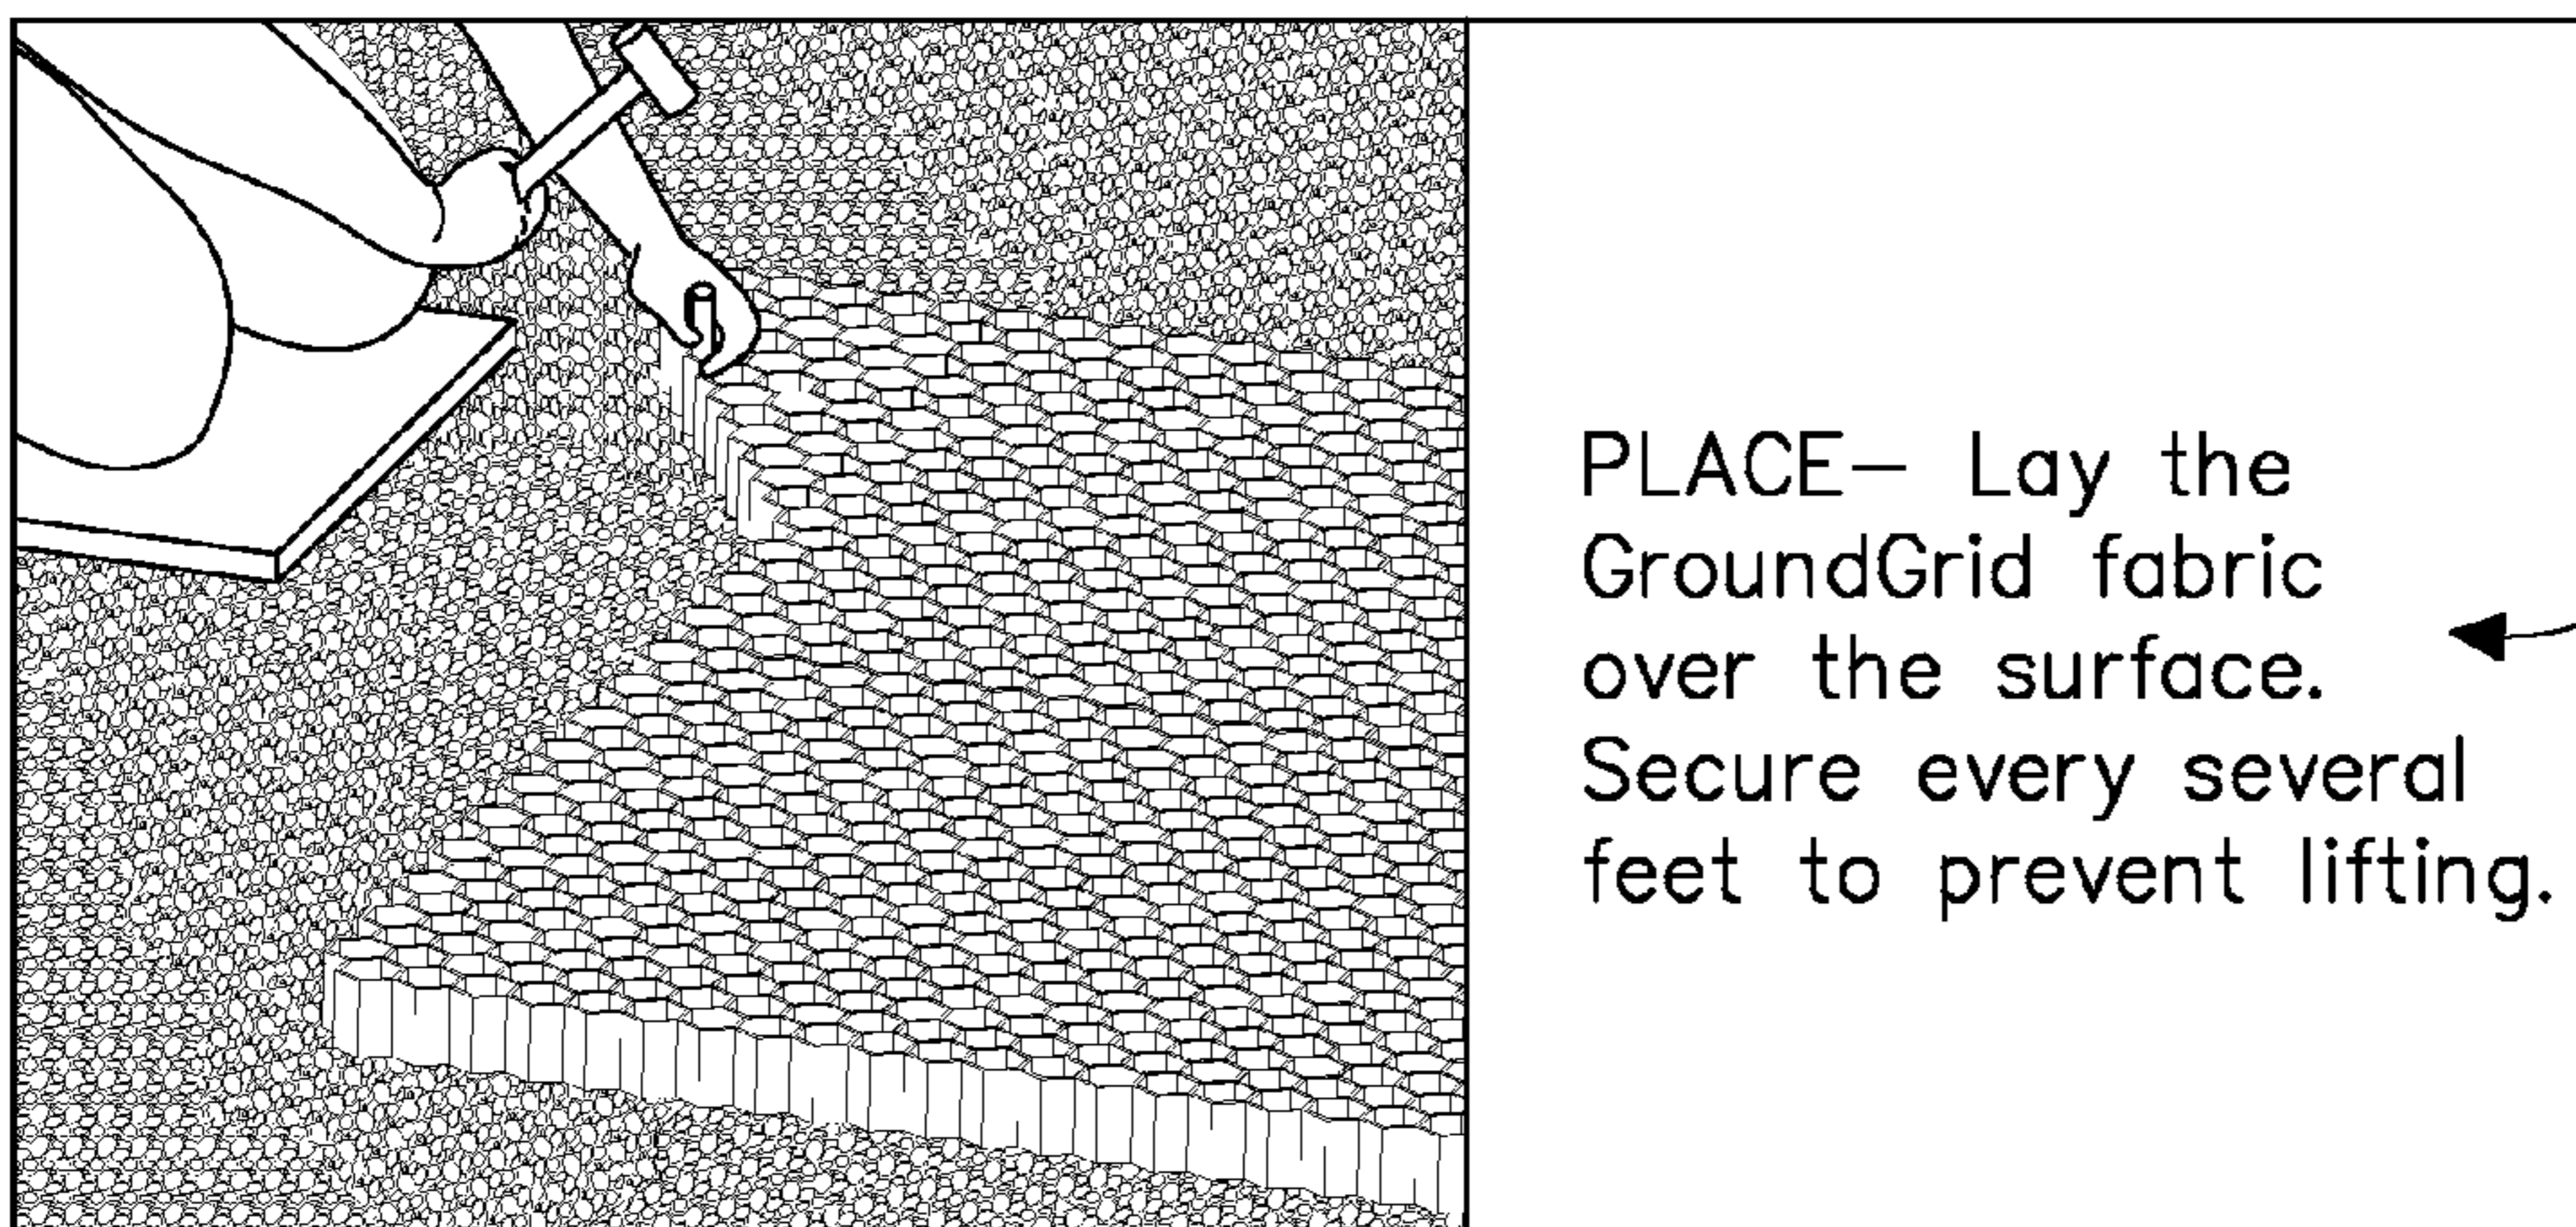 PLACE– Lay the
GroundGrid fabric
over the surface.
Secure every several
feet to prevent lifting.